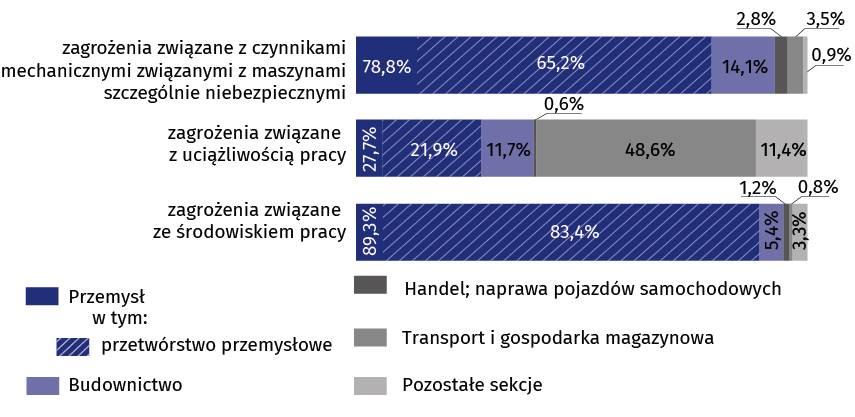 2,8%
3,5%
zagrożenia związane z czynnikami
mechanicznymi związanymi z maszynami
szczególnie niebezpiecznymi
78,8%
65,2%
14,1%
0,9%
0,6%
zagrożenia związane
z uciążliwością pracy
27,7%
21,9%
11,7%
48,6%
11,4%
1,2%
0,8%
zagrożenia związane
ze środowiskiem pracy
89,3%
83,4%
5,4%
3,3%
Przemysł
w tym:
przetwórstwo przemysłowe
Budownictwo
Handel; naprawa pojazdów samochodowych
Transport i gospodarka magazynowa
Pozostałe sekcje